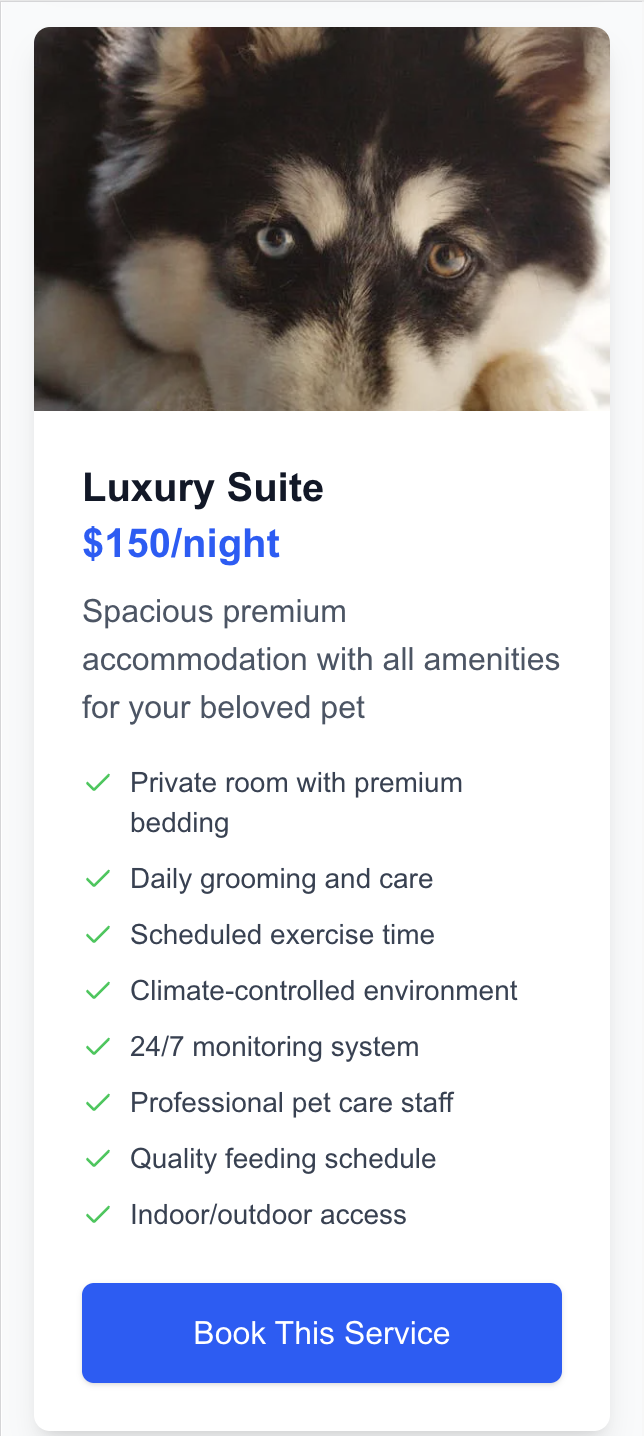 Luxury Suite
$150/night
Spacious premium
accommodation with all amenities
for your beloved pet
Private room with premium
bedding
Daily grooming and care
Scheduled exercise time
Climate-controlled environment
24/7 monitoring system
Professional pet care staff
Quality feeding schedule
Indoor/outdoor access
Book This Service